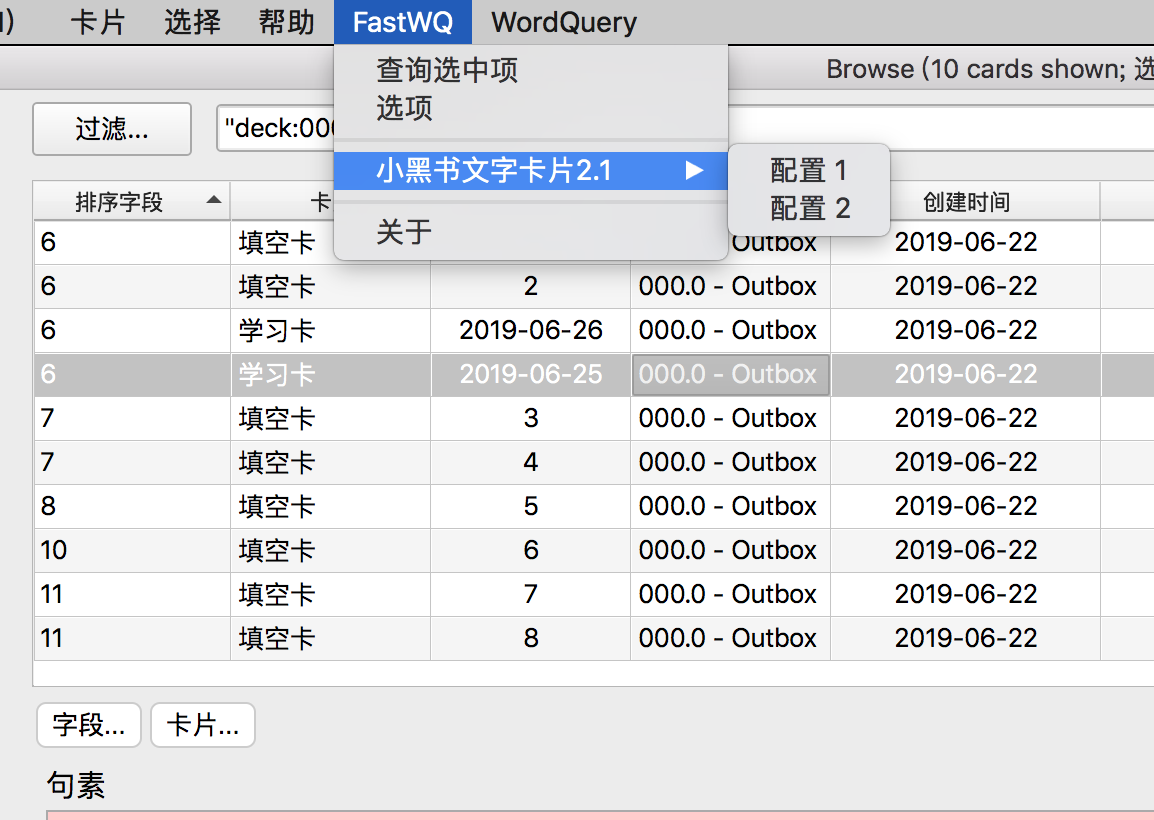 卡片 选择 帮助 FastWQ WordQuery
查询选中项
选项
小黑书文字卡片2.1
关于
配置 1
配置 2
Browse (10 cards shown; 选
过滤...
"deck:000
排序字段 卡 创建时间
6 填空卡 Outbox 2019-06-22
6 填空卡 2 000.0 - Outbox 2019-06-22
6 学习卡 2019-06-26 000.0 - Outbox 2019-06-22
6 学习卡 2019-06-25 000.0 - Outbox 2019-06-22
7 填空卡 3 000.0 - Outbox 2019-06-22
7 填空卡 4 000.0 - Outbox 2019-06-22
8 填空卡 5 000.0 - Outbox 2019-06-22
10 填空卡 6 000.0 - Outbox 2019-06-22
11 填空卡 7 000.0 - Outbox 2019-06-22
11 填空卡 8 000.0 - Outbox 2019-06-22
字段... 卡片...
句素